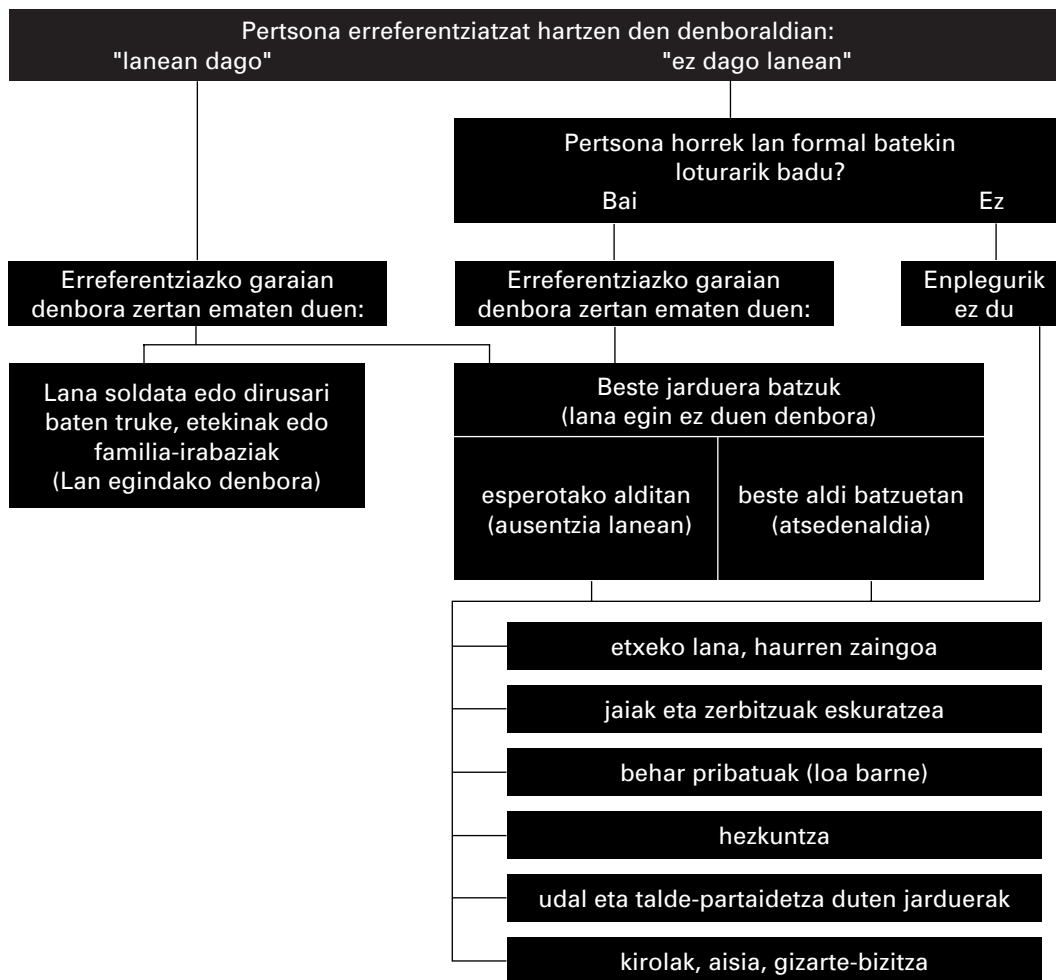 Pertsona erreferentziatzat hartzen den denboraldian:
"lanean dago" "ez dago lanean"
Pertsona horrek lan formal batekin
loturarik badu?
Bai Ez
Erreferentziazko garaian
denbora zertan ematen duen:
Erreferentziazko garaian
denbora zertan ematen duen:
Enplegurik
ez du
Lana soldata edo dirusari
baten truke, etekinak edo
familia-irabaziak
(Lan egindako denbora)
Beste jarduera batzuk
(lana egin ez duen denbora)
esperotako alditan
(ausentzia lanean)
beste aldi batzuetan
(atsedenaldia)
etxeko lana, haurren zaingoa
jaiak eta zerbitzuak eskuratzea
behar pribatuak (loa barne)
hezkuntza
udal eta talde-partaidetza duten jarduerak
kirolak, aisia, gizarte-bizitza